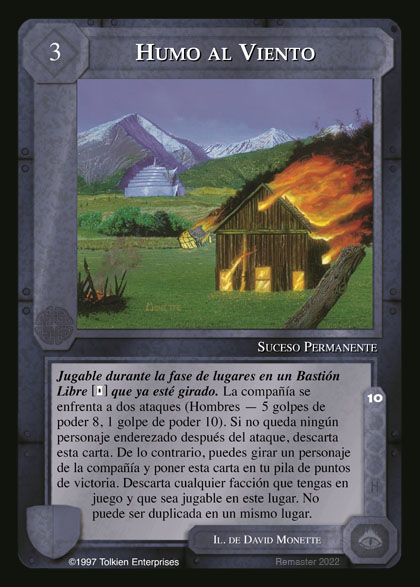 3
HUMO AL VIENTO
SUCESO PERMANENTE
Jugable durante la fase de lugares en un Bastión
Libre [ ] que ya esté girado. La compañía se
enfrenta a dos ataques (Hombres — 5 golpes de
poder 8, 1 golpe de poder 10). Si no queda ningún
personaje enderezado después del ataque, descarta
esta carta. De lo contrario, puedes girar un personaje
de la compañía y poner esta carta en tu pila de puntos
de victoria. Descarta cualquier facción que tengas en
juego y que sea jugable en este lugar. No
puede ser duplicada en un mismo lugar.
10
H
IL. DE DAVID MONETTE
©1997 Tolkien Enterprises
Remaster 2022